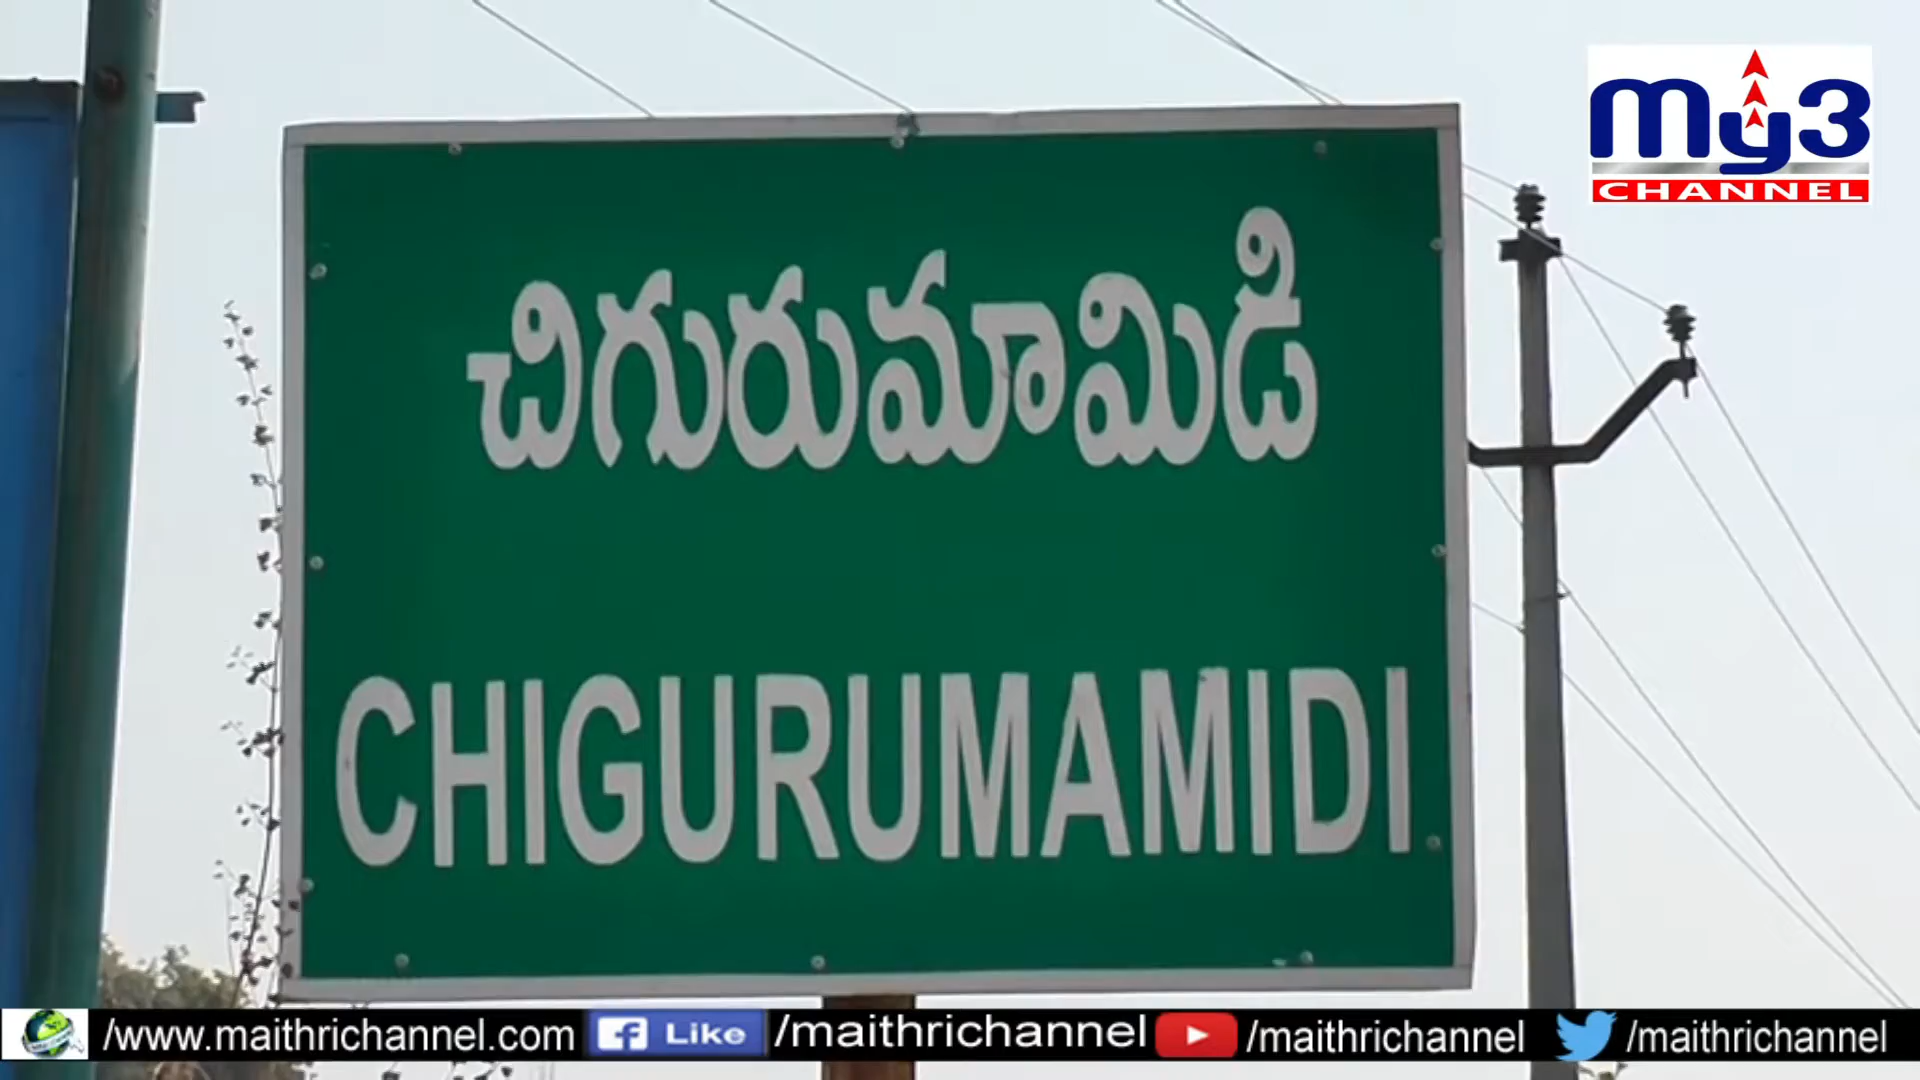 my3
CHANNEL
చిగురుమామిడి
CHIGURUMAMIDI
/www.maithrichannel.com
Like
/maithrichannel
/maithrichannel
/maithrichannel